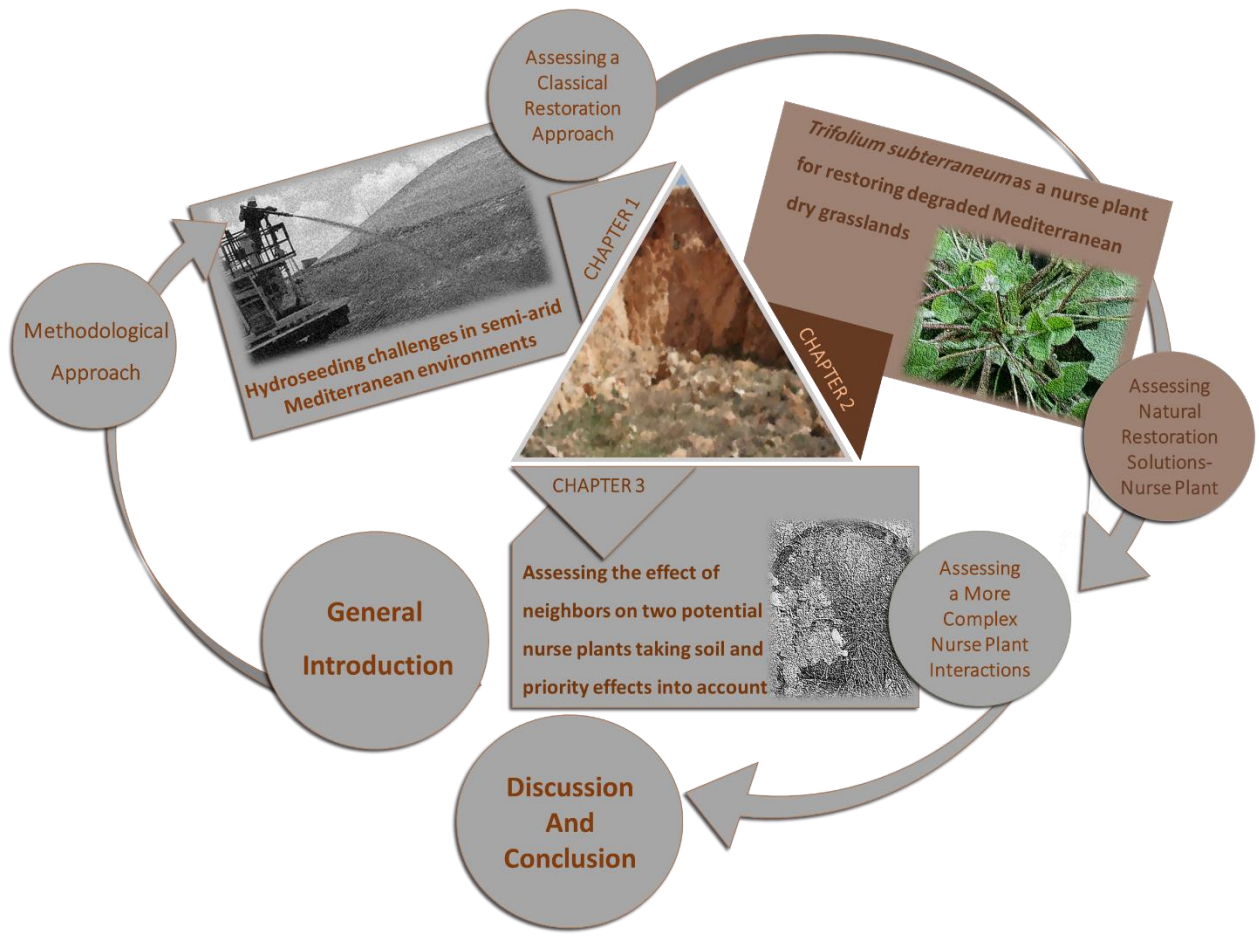 Assessing a
Classical
Restoration
Approach
Trifolium subterraneum as a nurse plant
for restoring degraded Mediterranean
dry grasslands
CHAPTER 1
Methodological
Approach
Hydroseeding challenges in semi-arid
Mediterranean environments
CHAPTER 2
Assessing
Natural
Restoration
Solutions-
Nurse Plant
CHAPTER 3
Assessing the effect of
neighbors on two potential
nurse plants taking soil and
priority effects into account
Assessing
a More
Complex
Nurse Plant
Interactions
General
Introduction
Discussion
And
Conclusion